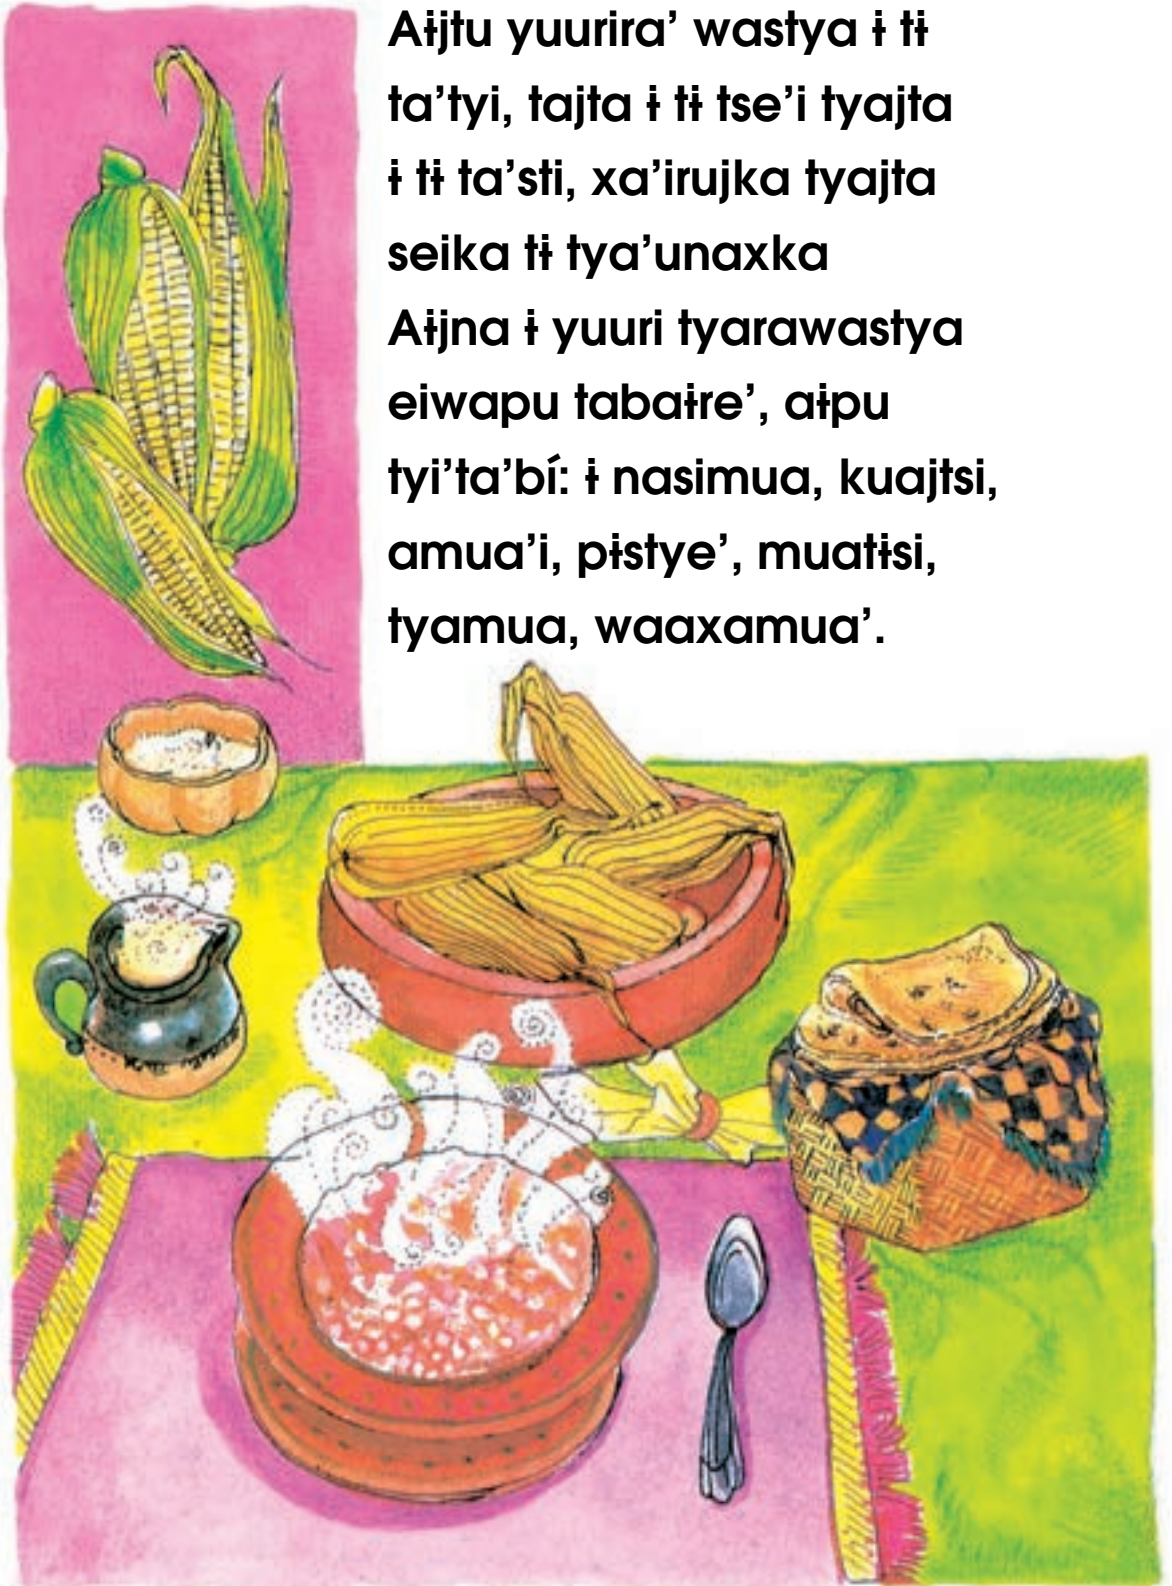 Aɨjtu yuurira’ wastya ɨ tɨ
ta’tyi, tajta ɨ tɨ tse’i tyajta
ɨ tɨ ta’sti, xa’irujka tyajta
seika tɨ tya’unaxka
Aɨjna ɨ yuuri tyarawastya
eiwapu tabaɨre’, aɨpu
tyi’ta’bí: ɨ nasimua, kuajtsi,
amua’i, pɨstye’, muatɨsi,
tyamua, waaxamua’.